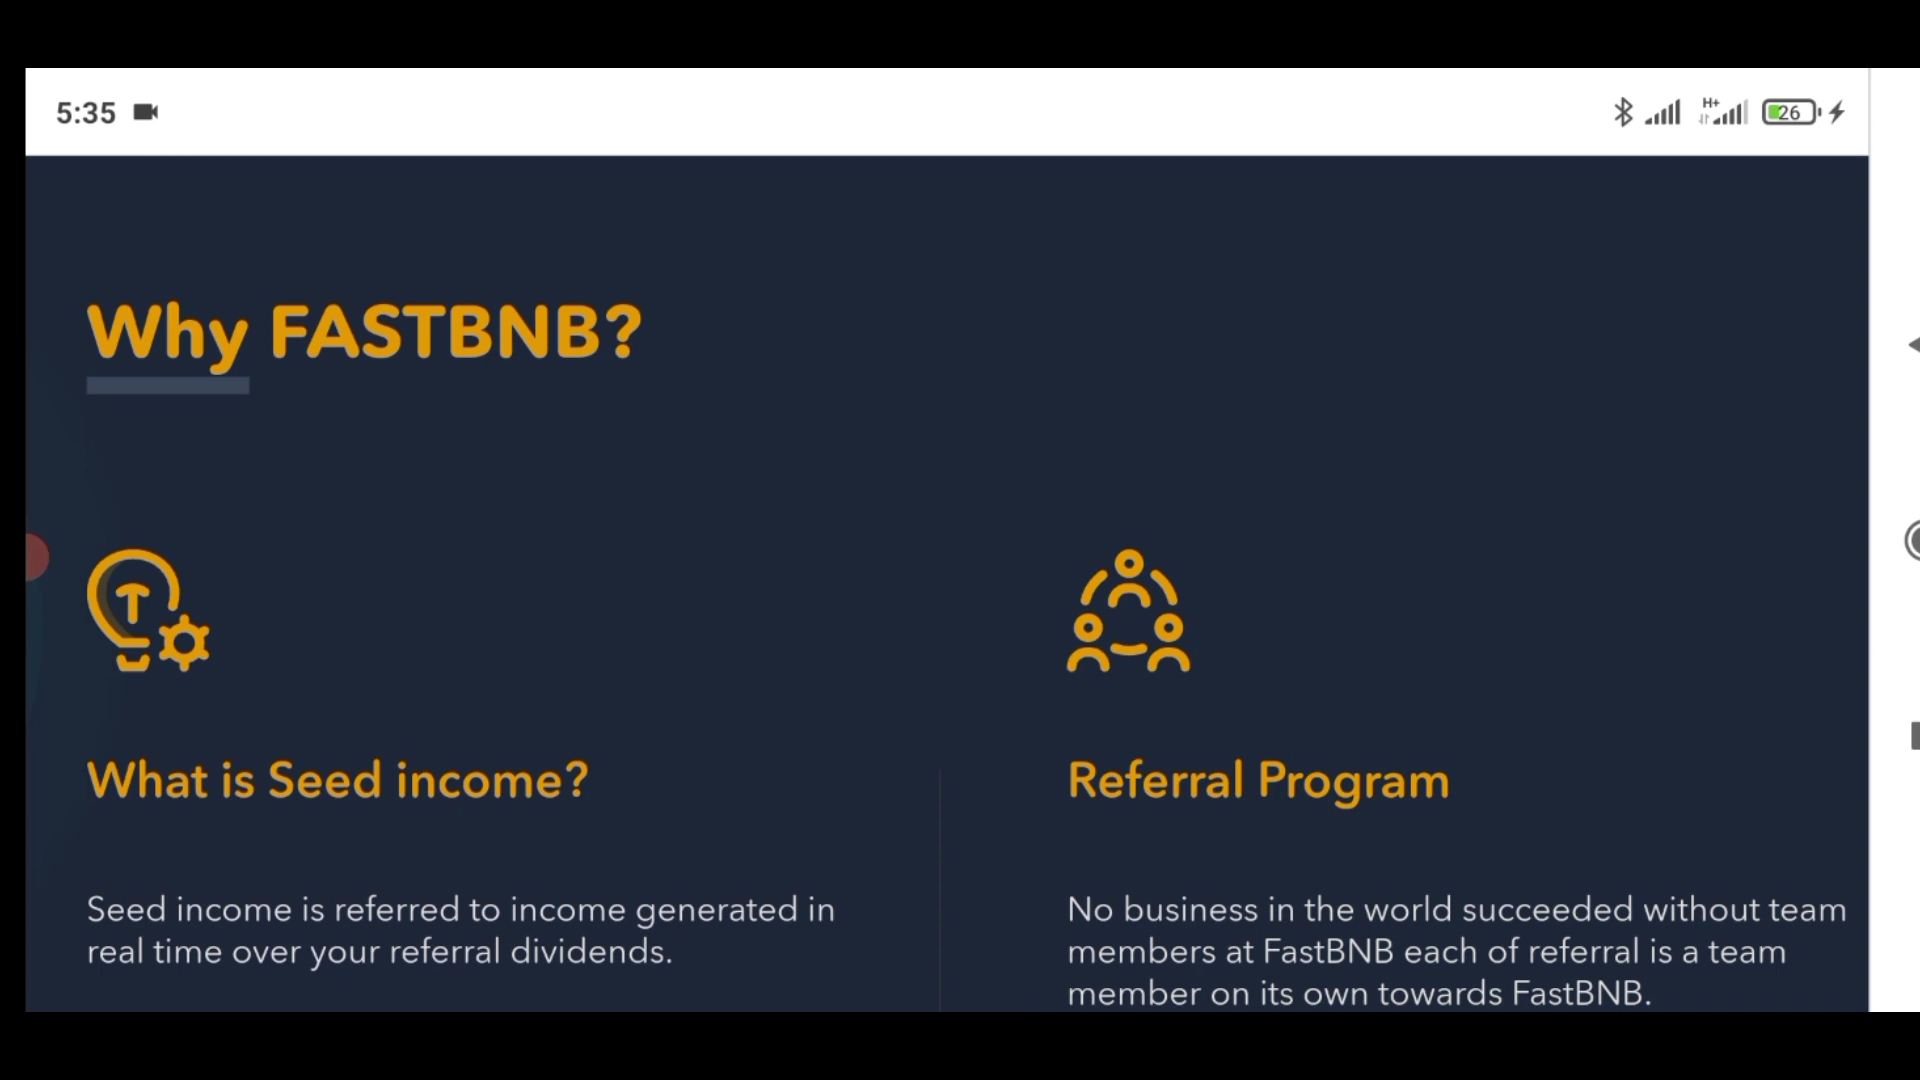 5:35
H+
26
Why FASTBNB?
What is Seed income?
Seed income is referred to income generated in
real time over your referral dividends.
Referral Program
No business in the world succeeded without team
members at FastBNB each of referral is a team
member on its own towards FastBNB.